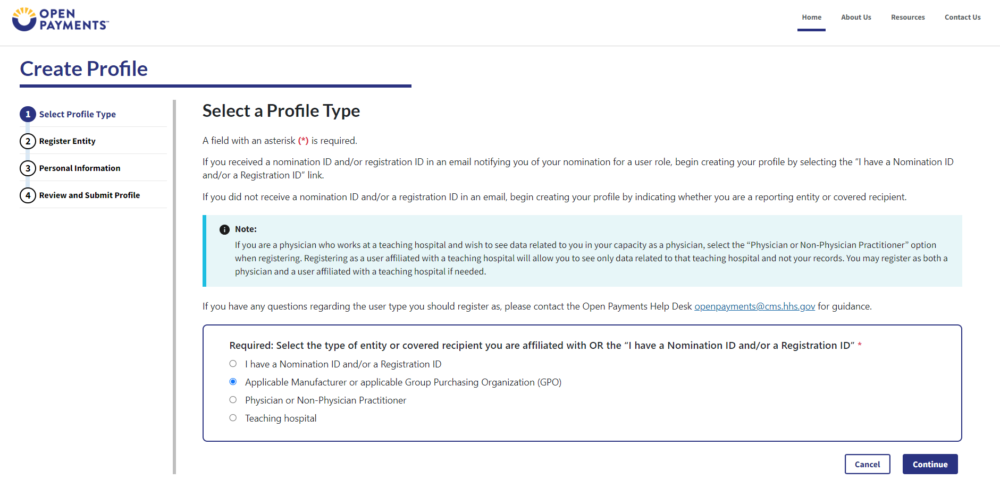 OPEN
PAYMENTS™
Home About Us Resources Contact Us
Create Profile
1 Select Profile Type
2 Register Entity
3 Personal Information
4 Review and Submit Profile
Select a Profile Type
A field with an asterisk (*) is required.
If you received a nomination ID and/or registration ID in an email notifying you of your nomination for a user role, begin creating your profile by selecting the “I have a Nomination ID
and/or a Registration ID” link.
If you did not receive a nomination ID and/or a registration ID in an email, begin creating your profile by indicating whether you are a reporting entity or covered recipient.
Note:
If you are a physician who works at a teaching hospital and wish to see data related to you in your capacity as a physician, select the “Physician or Non-Physician Practitioner” option
when registering. Registering as a user affiliated with a teaching hospital will allow you to see only data related to that teaching hospital and not your records. You may register as both a
physician and a user affiliated with a teaching hospital if needed.
If you have any questions regarding the user type you should register as, please contact the Open Payments Help Desk openpayments@cms.hhs.gov for guidance.
Required: Select the type of entity or covered recipient you are affiliated with OR the “I have a Nomination ID and/or a Registration ID” *
I have a Nomination ID and/or a Registration ID
Applicable Manufacturer or applicable Group Purchasing Organization (GPO)
Physician or Non-Physician Practitioner
Teaching hospital
Cancel Continue